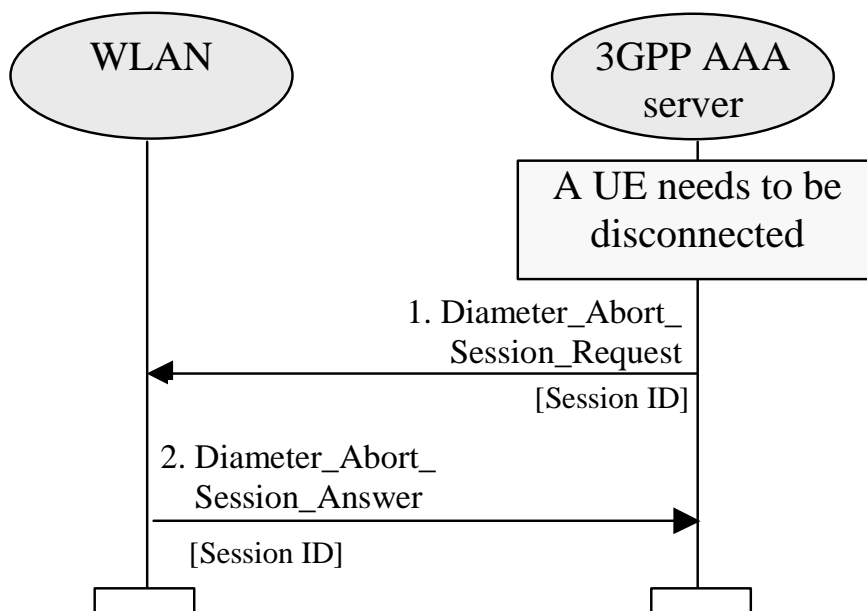 WLAN
3GPP AAA
server
A UE needs to be
disconnected
1. Diameter_Abort_
Session_Request
[Session ID]
2. Diameter_Abort_
Session_Answer
[Session ID]